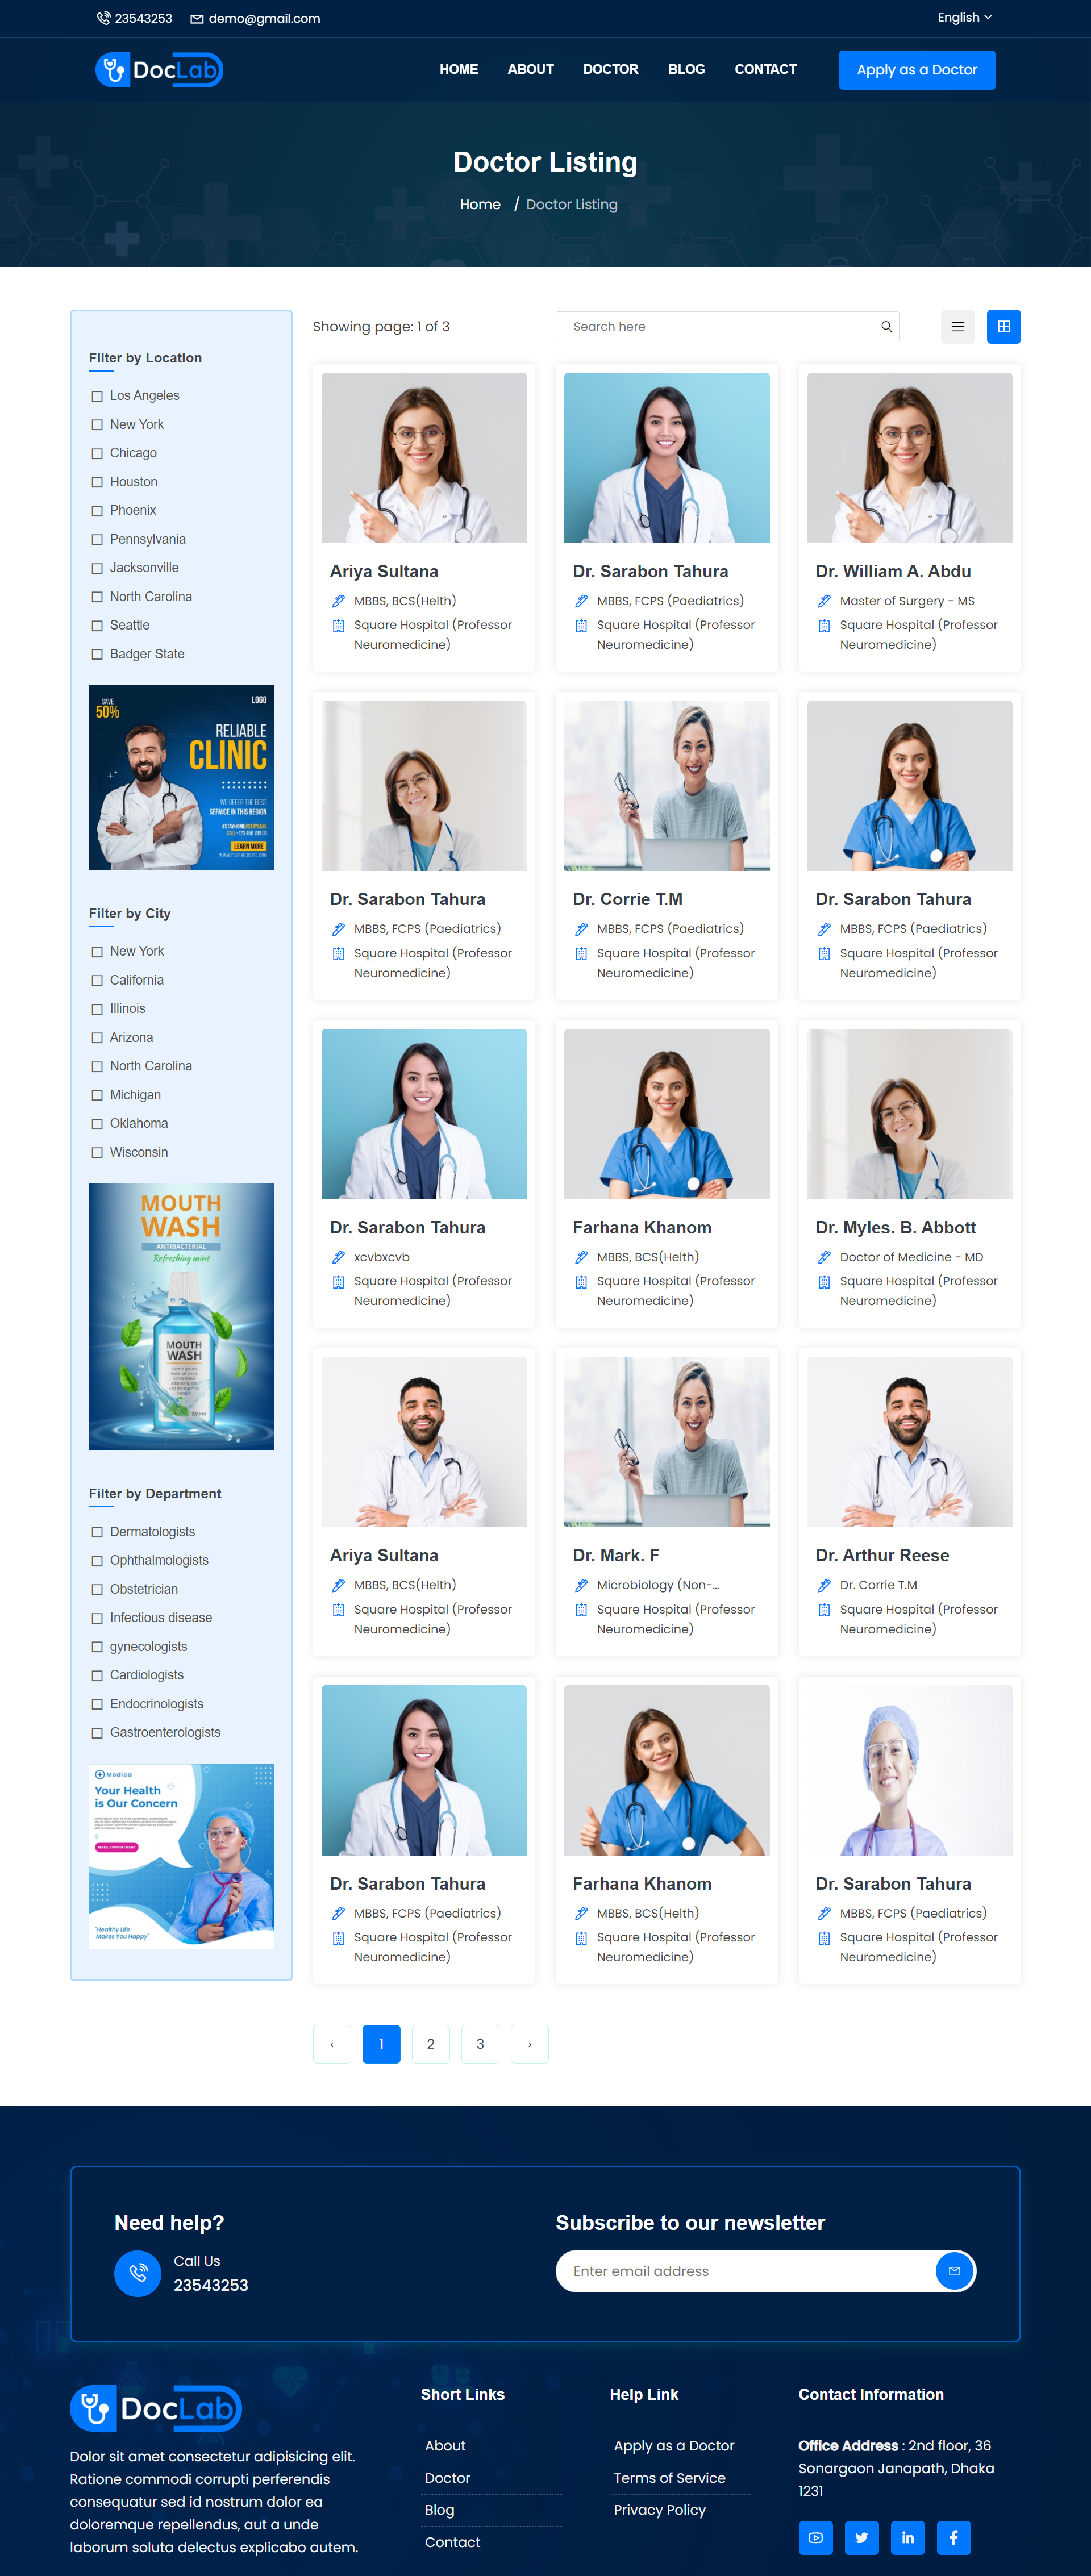 23543253
demo@gmail.com
English
DocLab
HOME
ABOUT
DOCTOR
BLOG
CONTACT
Apply as a Doctor
Doctor Listing
Home / Doctor Listing
Filter by Location
Los Angeles
New York
Chicago
Houston
Phoenix
Pennsylvania
Jacksonville
North Carolina
Seattle
Badger State
SAVE
50%
LOGO
RELIABLE
CLINIC
WE OFFER THE BEST
SERVICE IN THIS REGION
LEARN MORE
Filter by City
New York
California
Illinois
Arizona
North Carolina
Michigan
Oklahoma
Wisconsin
MOUTH
WASH
ANTIBACTERIAL
Refreshing mint
MOUTH
WASH
Filter by Department
Dermatologists
Ophthalmologists
Obstetrician
Infectious disease
gynecologists
Cardiologists
Endocrinologists
Gastroenterologists
Medica
Your Health
is Our Concern
MAKE APPOINTMENT
"Healthy Life
Makes You Happy"
Showing page: 1 of 3
Search here
Ariya Sultana
MBBS, BCS(Helth)
Square Hospital (Professor
Neuromedicine)
Dr. Sarabon Tahura
MBBS, FCPS (Paediatrics)
Square Hospital (Professor
Neuromedicine)
Dr. William A. Abdu
Master of Surgery - MS
Square Hospital (Professor
Neuromedicine)
Dr. Sarabon Tahura
MBBS, FCPS (Paediatrics)
Square Hospital (Professor
Neuromedicine)
Dr. Corrie T.M
MBBS, FCPS (Paediatrics)
Square Hospital (Professor
Neuromedicine)
Dr. Sarabon Tahura
MBBS, FCPS (Paediatrics)
Square Hospital (Professor
Neuromedicine)
Dr. Sarabon Tahura
xcvbxcvb
Square Hospital (Professor
Neuromedicine)
Farhana Khanom
MBBS, BCS(Helth)
Square Hospital (Professor
Neuromedicine)
Dr. Myles. B. Abbott
Doctor of Medicine - MD
Square Hospital (Professor
Neuromedicine)
Ariya Sultana
MBBS, BCS(Helth)
Square Hospital (Professor
Neuromedicine)
Dr. Mark. F
Microbiology (Non-...
Square Hospital (Professor
Neuromedicine)
Dr. Arthur Reese
Dr. Corrie T.M
Square Hospital (Professor
Neuromedicine)
Dr. Sarabon Tahura
MBBS, FCPS (Paediatrics)
Square Hospital (Professor
Neuromedicine)
Farhana Khanom
MBBS, BCS(Helth)
Square Hospital (Professor
Neuromedicine)
Dr. Sarabon Tahura
MBBS, FCPS (Paediatrics)
Square Hospital (Professor
Neuromedicine)
‹ 1 2 3 ›
Need help?
Call Us
23543253
Subscribe to our newsletter
Enter email address
DocLab
Dolor sit amet consectetur adipisicing elit.
Ratione commodi corrupti perferendis
consequatur sed id nostrum dolor ea
doloremque repellendus, aut a unde
laborum soluta delectus explicabo autem.
Short Links
About
Doctor
Blog
Contact
Help Link
Apply as a Doctor
Terms of Service
Privacy Policy
Contact Information
Office Address : 2nd floor, 36
Sonargaon Janapath, Dhaka
1231